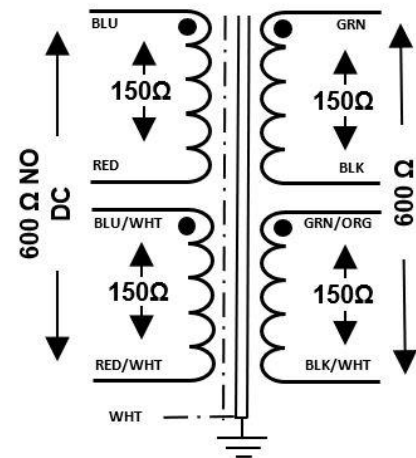 BLU
GRN
150Ω
150Ω
RED
BLK
600 Ω NO
DC
600 Ω
BLU/WHT
GRN/ORG
150Ω
150Ω
RED/WHT
BLK/WHT
WHT